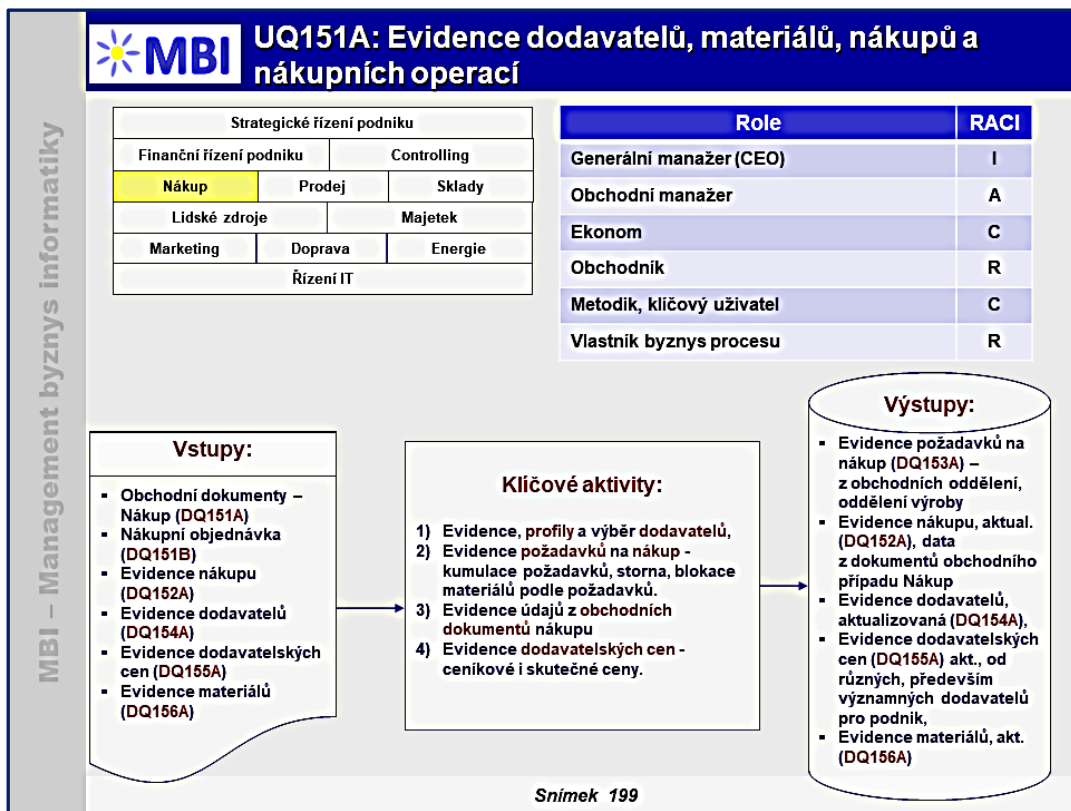 MBI – Management byznys informatiky
MBI
UQ151A: Evidence dodavatelů, materiálů, nákupů a
nákupních operací
Strategické řízení podniku
Finanční řízení podniku
Controlling
Nákup
Prodej
Sklady
Lidské zdroje
Majetek
Marketing
Doprava
Energie
Řízení IT
Role RACI
Generální manažer (CEO) I
Obchodní manažer A
Ekonom C
Obchodník R
Metodik, klíčový uživatel C
Vlastník byznys procesu R
Vstupy:
▪ Obchodní dokumenty –
Nákup (DQ151A)
▪ Nákupní objednávka
(DQ151B)
▪ Evidence nákupu
(DQ152A)
▪ Evidence dodavatelů
(DQ154A)
▪ Evidence dodavatelských
cen (DQ155A)
▪ Evidence materiálů
(DQ156A)
Klíčové aktivity:
1) Evidence, profily a výběr dodavatelů,
2) Evidence požadavků na nákup -
kumulace požadavků, storna, blokace
materiálů podle požadavků.
3) Evidence údajů z obchodních
dokumentů nákupu
4) Evidence dodavatelských cen -
ceníkové i skutečné ceny.
Výstupy:
▪ Evidence požadavků na
nákup (DQ153A) –
z obchodních oddělení,
oddělení výroby
▪ Evidence nákupu, aktual.
(DQ152A), data
z dokumentů obchodního
případu Nákup
▪ Evidence dodavatelů,
aktualizovaná (DQ154A),
▪ Evidence dodavatelských
cen (DQ155A) akt., od
různých, především
významných dodavatelů
pro podnik,
▪ Evidence materiálů, akt.
(DQ156A)
Snímek 199